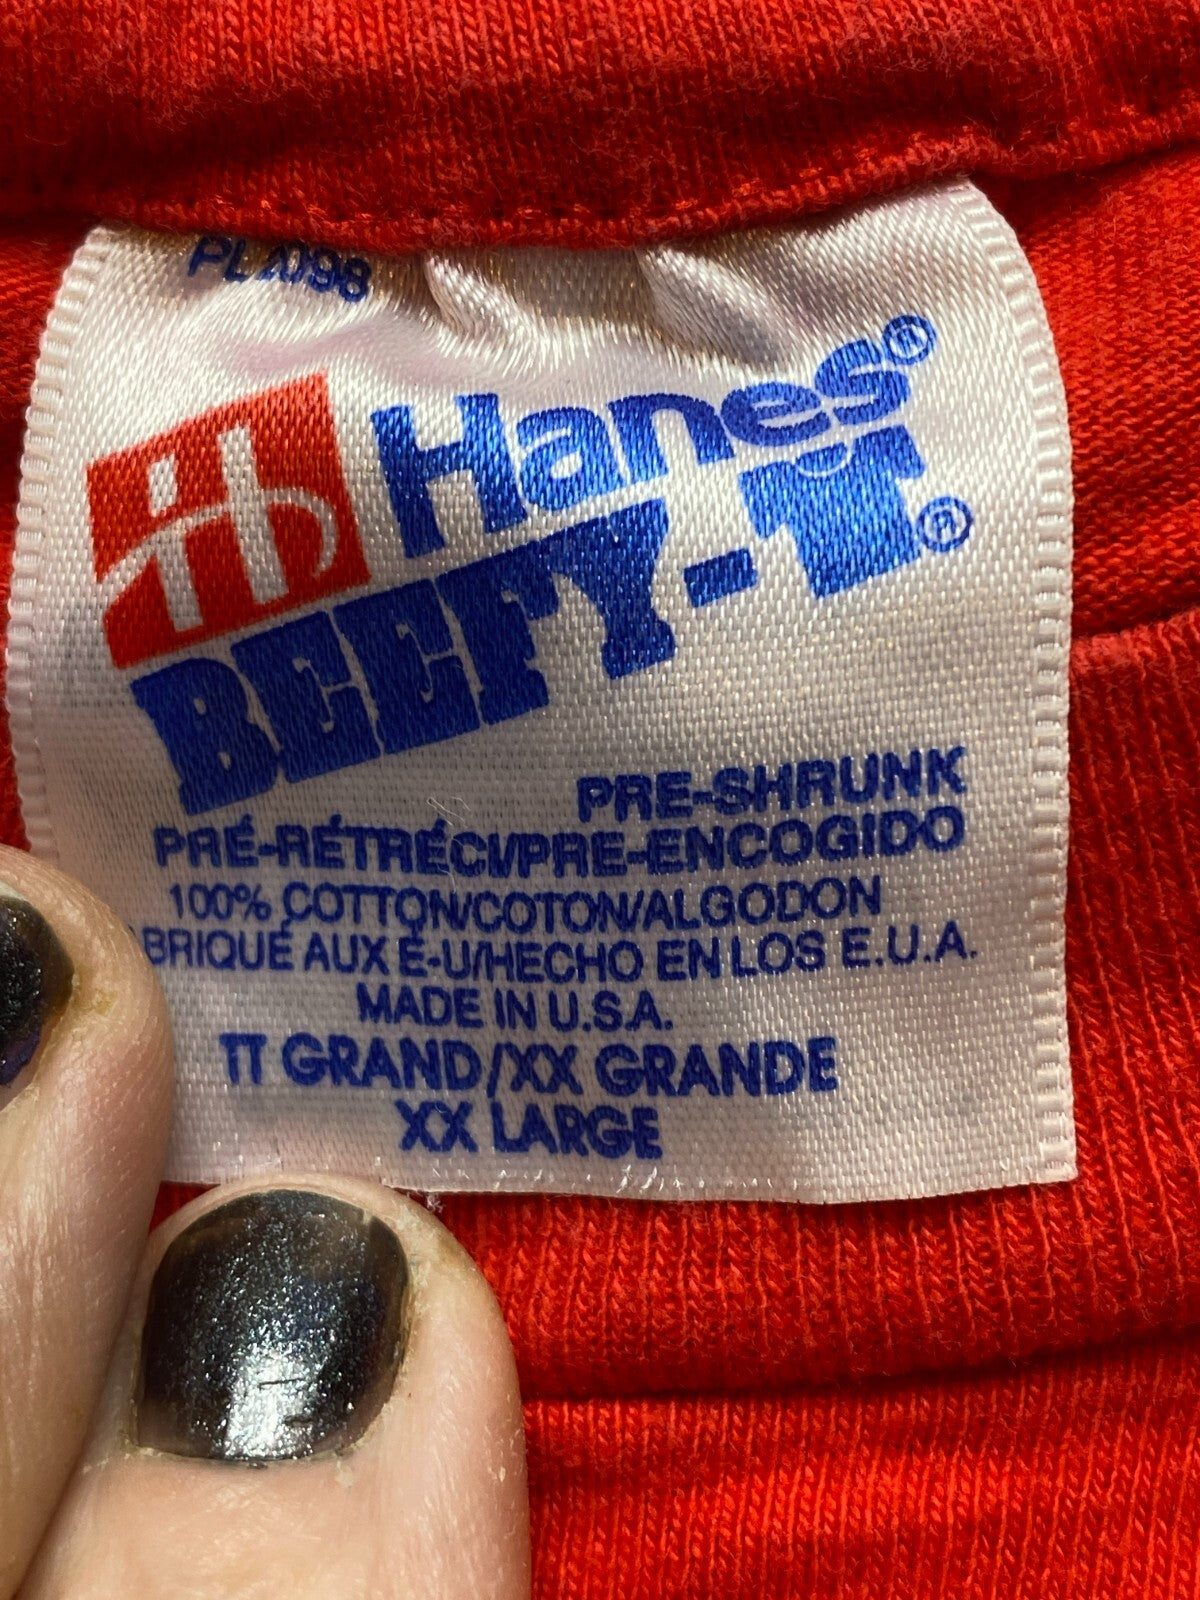 Hanes®
BEEFY-T®
PRE-SHRUNK
PRÉ-RÉTRÉCI/PRE-ENCOGIDO
100% COTTON/COTON/ALGODON
BRIQUÉ AUX É-U/HECHO EN LOS E.U.A.
MADE IN U.S.A.
TT GRAND/XX GRANDE
XX LARGE